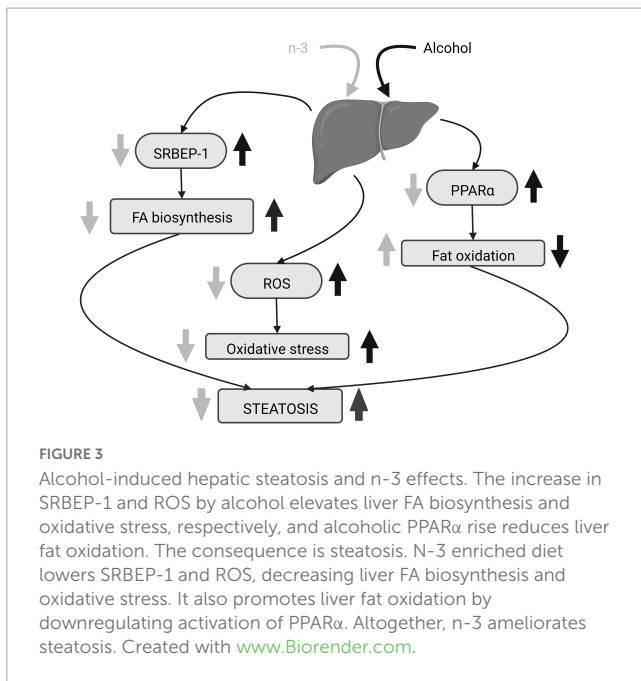 n-3
Alcohol
SRBEP-1
PPARα
FA biosynthesis
Fat oxidation
ROS
Oxidative stress
STEATOSIS
FIGURE 3
Alcohol-induced hepatic steatosis and n-3 effects. The increase in
SRBEP-1 and ROS by alcohol elevates liver FA biosynthesis and
oxidative stress, respectively, and alcoholic PPARα rise reduces liver
fat oxidation. The consequence is steatosis. N-3 enriched diet
lowers SRBEP-1 and ROS, decreasing liver FA biosynthesis and
oxidative stress. It also promotes liver fat oxidation by
downregulating activation of PPARα. Altogether, n-3 ameliorates
steatosis. Created with www.Biorender.com.